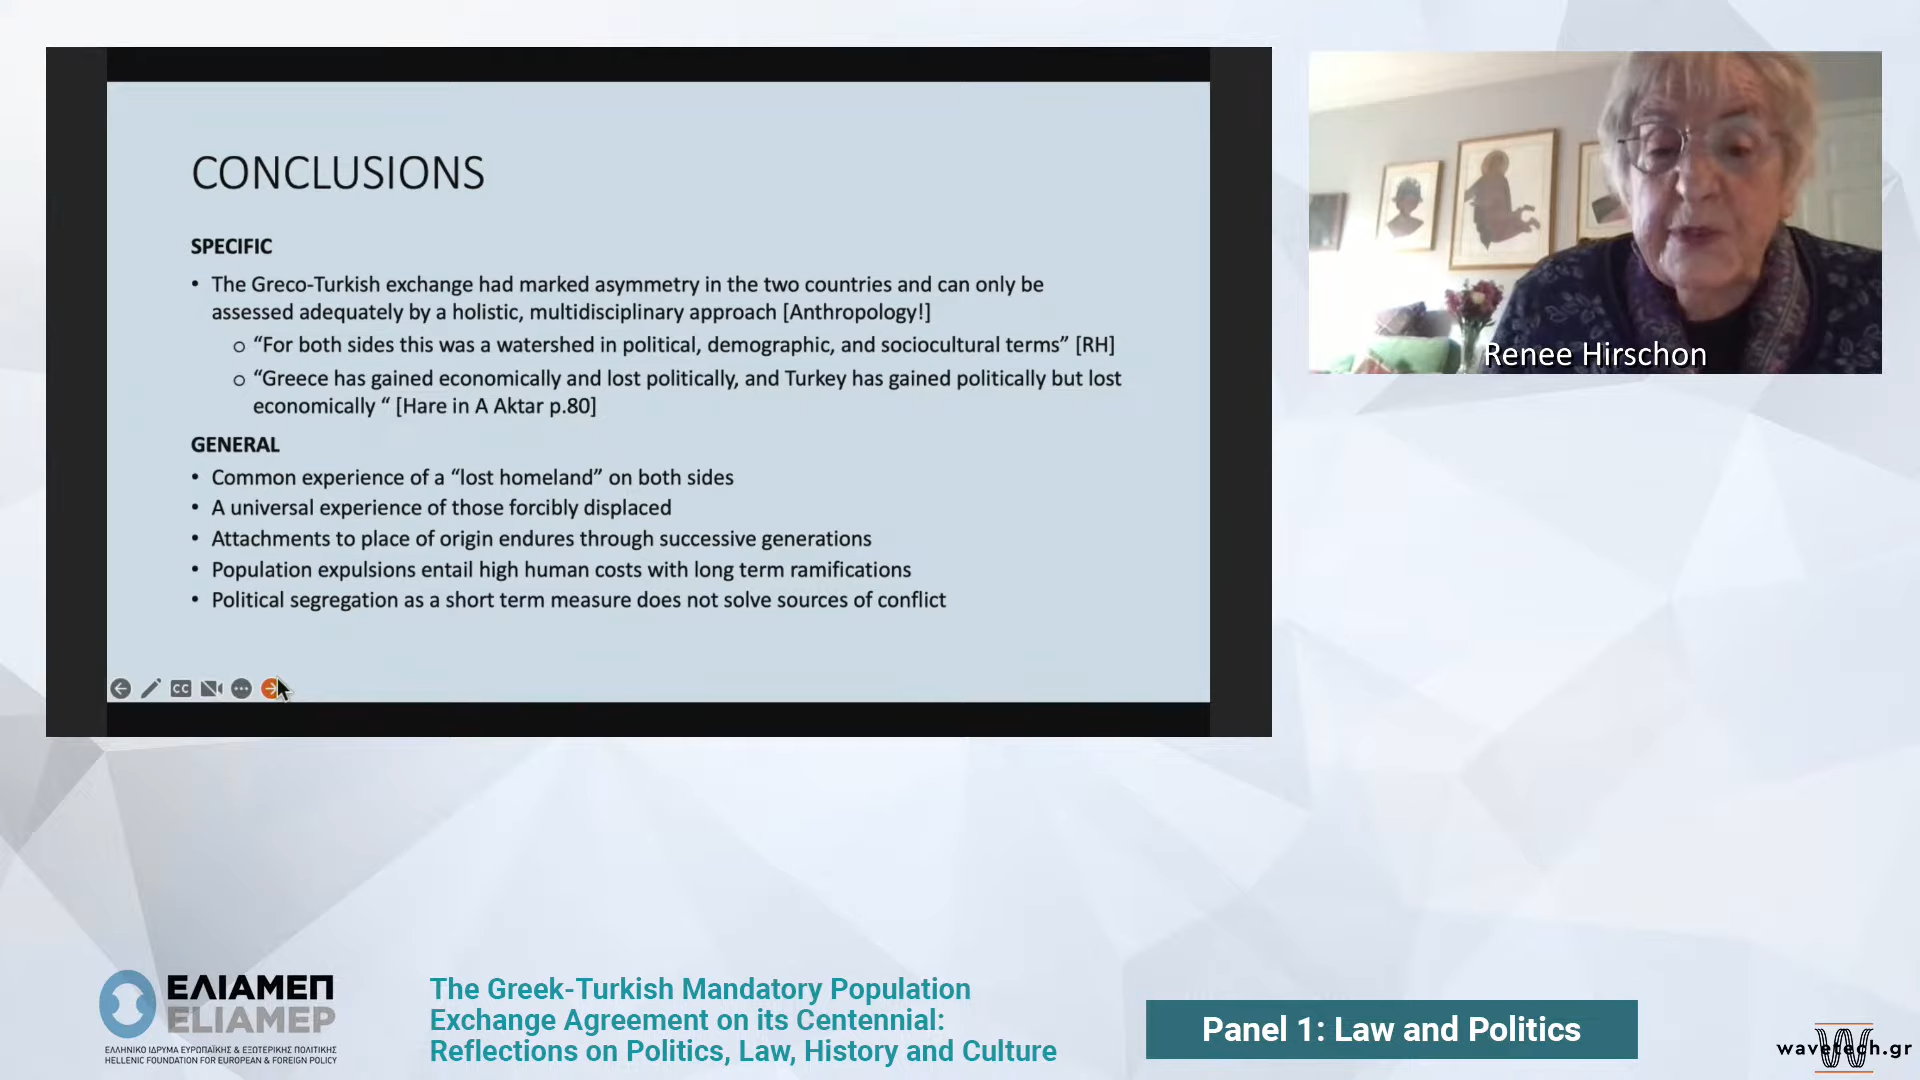 CONCLUSIONS
SPECIFIC
• The Greco-Turkish exchange had marked asymmetry in the two countries and can only be
assessed adequately by a holistic, multidisciplinary approach [Anthropology!]
o “For both sides this was a watershed in political, demographic, and sociocultural terms” [RH]
o “Greece has gained economically and lost politically, and Turkey has gained politically but lost
economically “ [Hare in A Aktar p.80]
GENERAL
• Common experience of a “lost homeland” on both sides
• A universal experience of those forcibly displaced
• Attachments to place of origin endures through successive generations
• Population expulsions entail high human costs with long term ramifications
• Political segregation as a short term measure does not solve sources of conflict
CC
Renee Hirschon
ΕΛΙΑΜΕΠ
ELIAMEP
ΕΛΛΗΝΙΚΟ ΙΔΡΥΜΑ ΕΥΡΩΠΑΪΚΗΣ & ΕΞΩΤΕΡΙΚΗΣ ΠΟΛΙΤΙΚΗΣ
HELLENIC FOUNDATION FOR EUROPEAN & FOREIGN POLICY
The Greek-Turkish Mandatory Population
Exchange Agreement on its Centennial:
Reflections on Politics, Law, History and Culture
Panel 1: Law and Politics
wavetech.gr